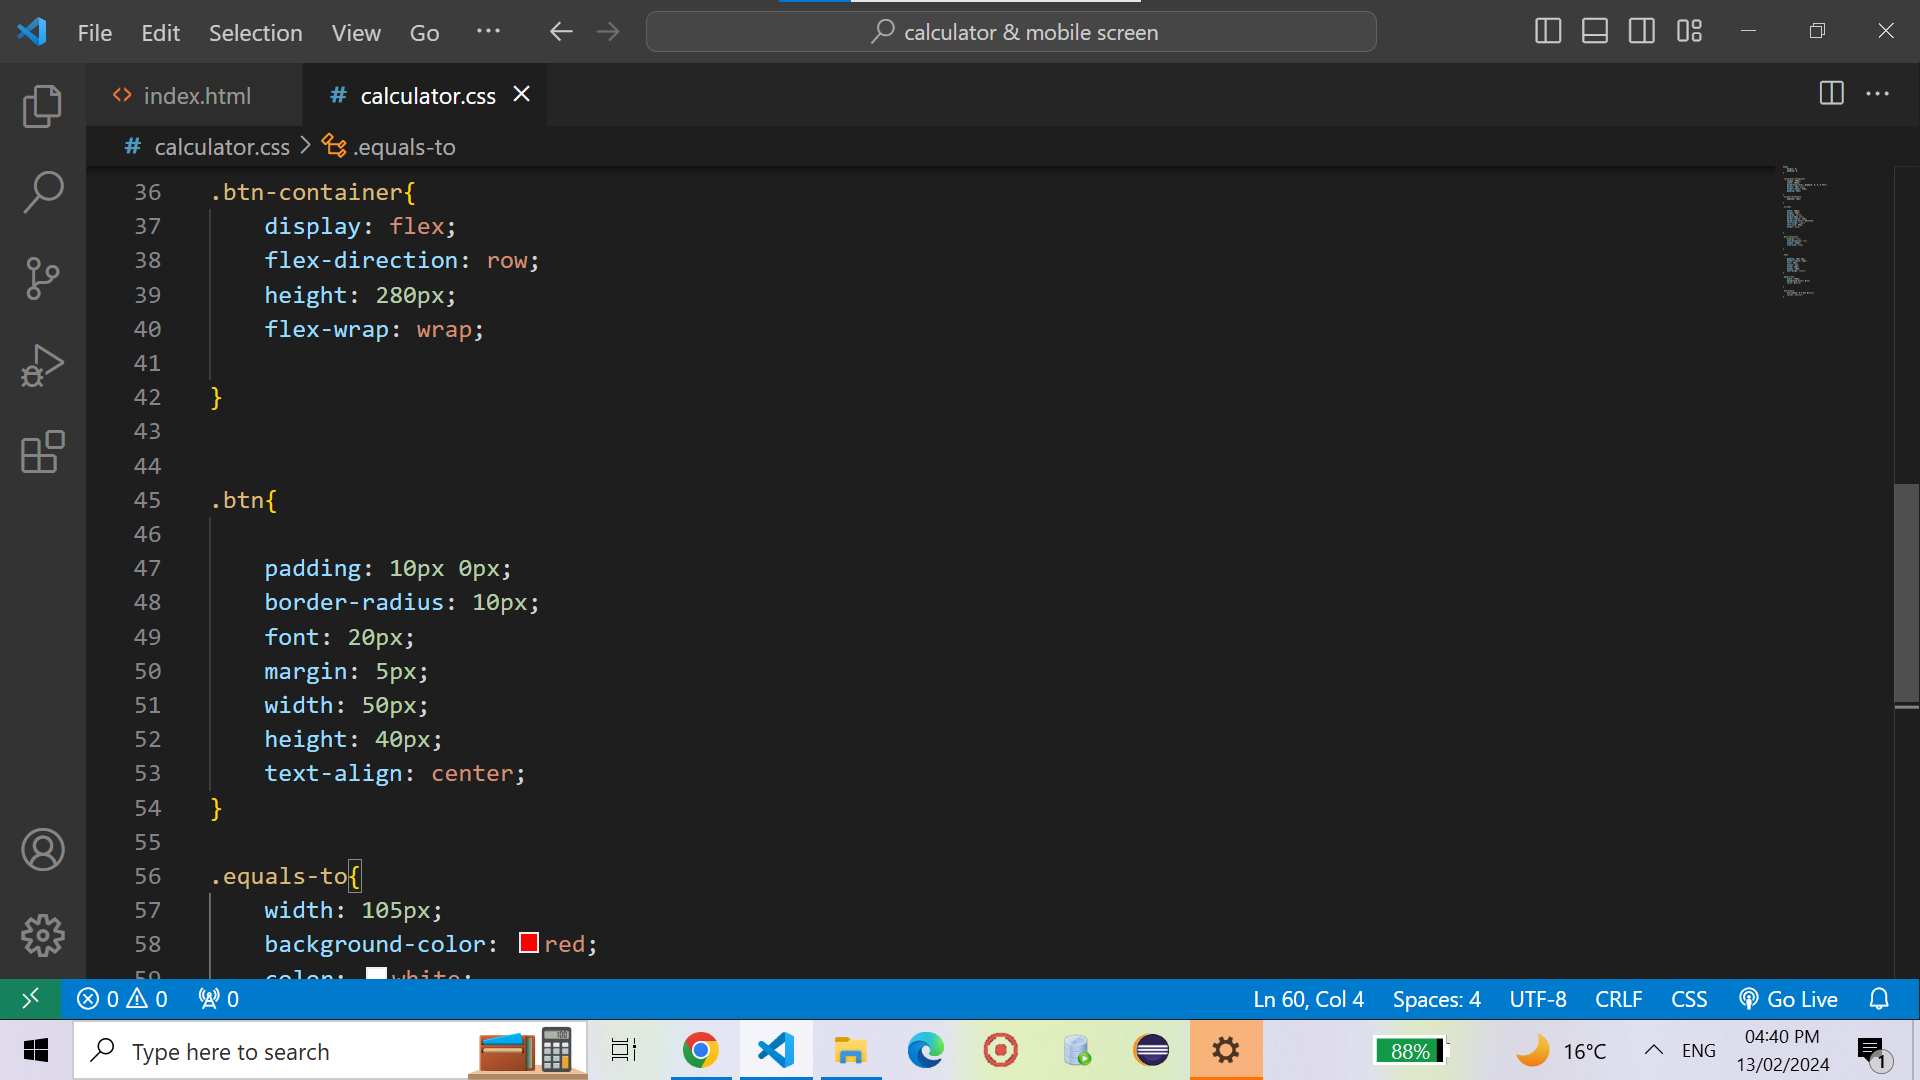 File Edit Selection View Go ··· calculator & mobile screen
index.html # calculator.css
# calculator.css > .equals-to
36 .btn-container{
37 display: flex;
38 flex-direction: row;
39 height: 280px;
40 flex-wrap: wrap;
41
42 }
43
44
45 .btn{
46
47 padding: 10px 0px;
48 border-radius: 10px;
49 font: 20px;
50 margin: 5px;
51 width: 50px;
52 height: 40px;
53 text-align: center;
54 }
55
56 .equals-to{
57 width: 105px;
58 background-color: red;
59 color: white;
0 0 0 Ln 60, Col 4 Spaces: 4 UTF-8 CRLF CSS Go Live
Type here to search 88% 16°C ENG 04:40 PM
13/02/2024 1